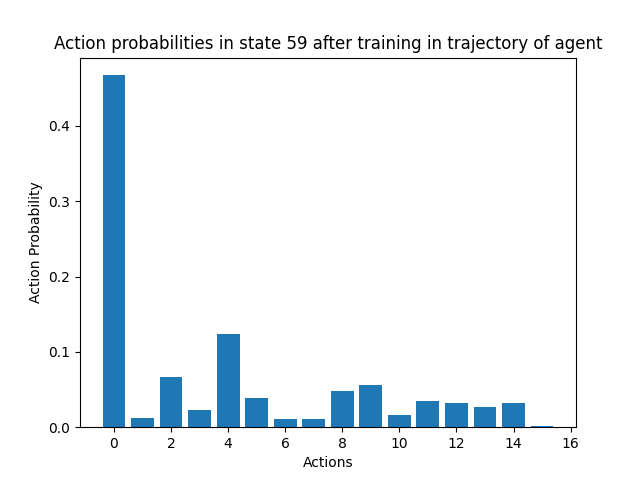 Action probabilities in state 59 after training in trajectory of agent
Action Probability
0.4
0.3
0.2
0.1
0.0
0 2 4 6 8 10 12 14 16
Actions